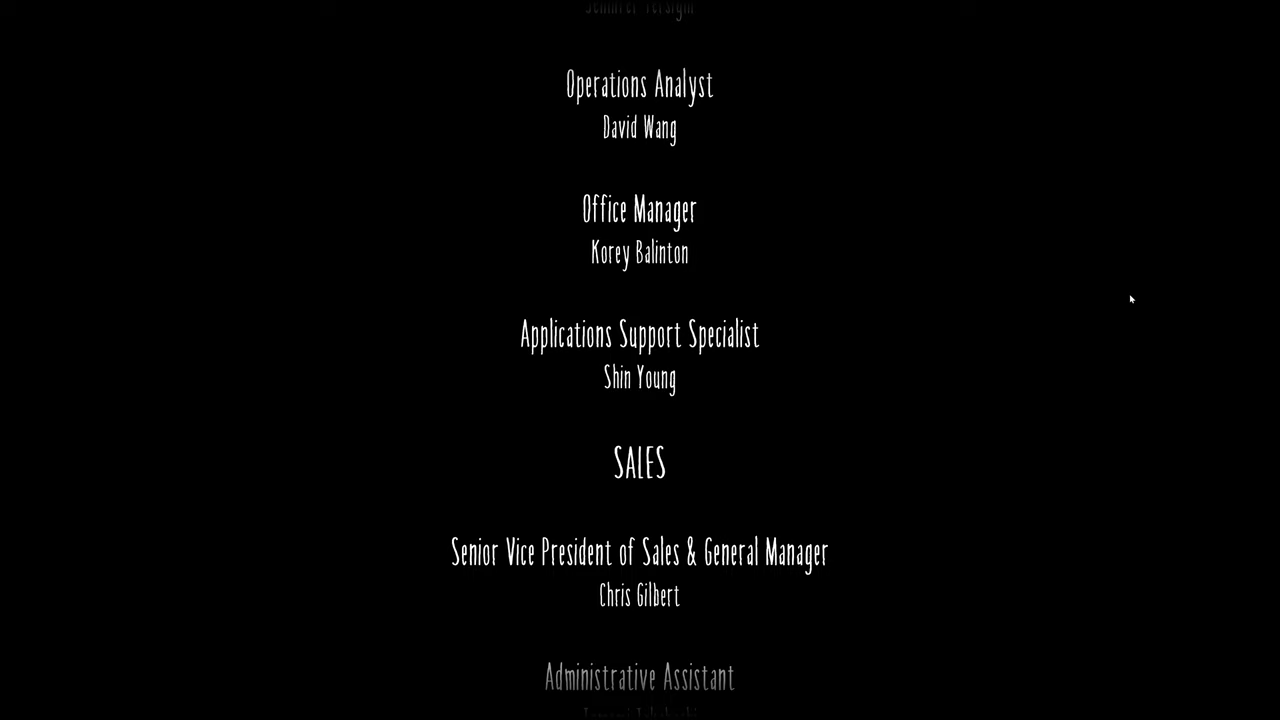 Operations Analyst
David Wang
Office Manager
Korey Balinton
Applications Support Specialist
Shin Young
SALES
Senior Vice President of Sales & General Manager
Chris Gilbert
Administrative Assistant